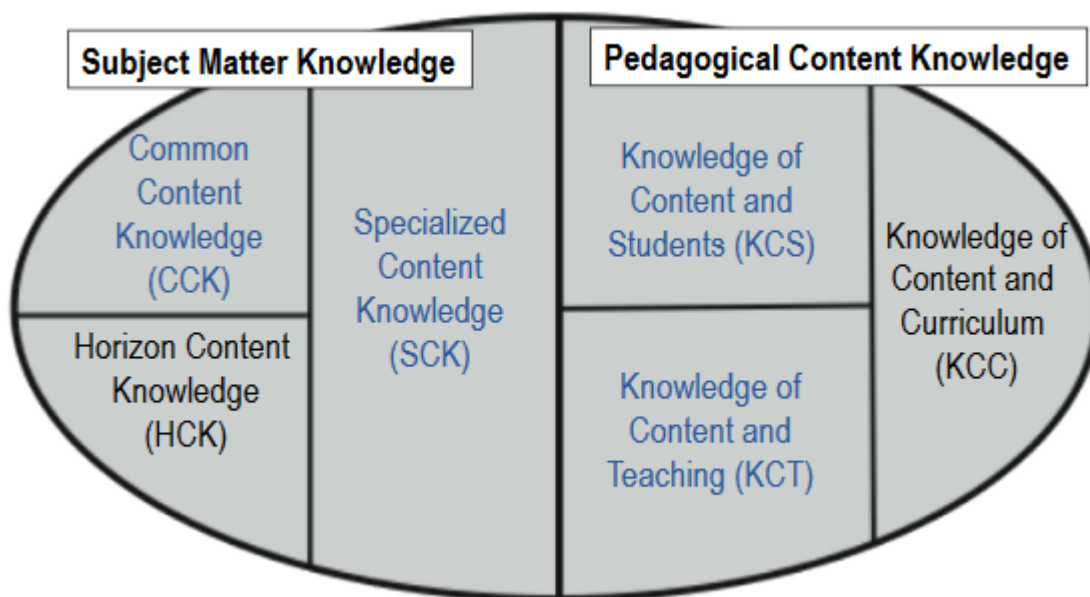 Subject Matter Knowledge
Pedagogical Content Knowledge
Common
Content
Knowledge
(CCK)
Horizon Content
Knowledge
(HCK)
Specialized
Content
Knowledge
(SCK)
Knowledge of
Content and
Students (KCS)
Knowledge of
Content and
Teaching (KCT)
Knowledge of
Content and
Curriculum
(KCC)